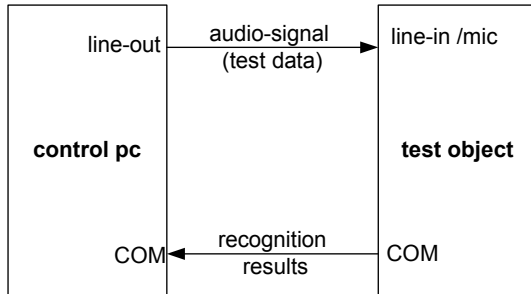 line-out
audio-signal
(test data)
line-in /mic
control pc
test object
COM
recognition
results
COM